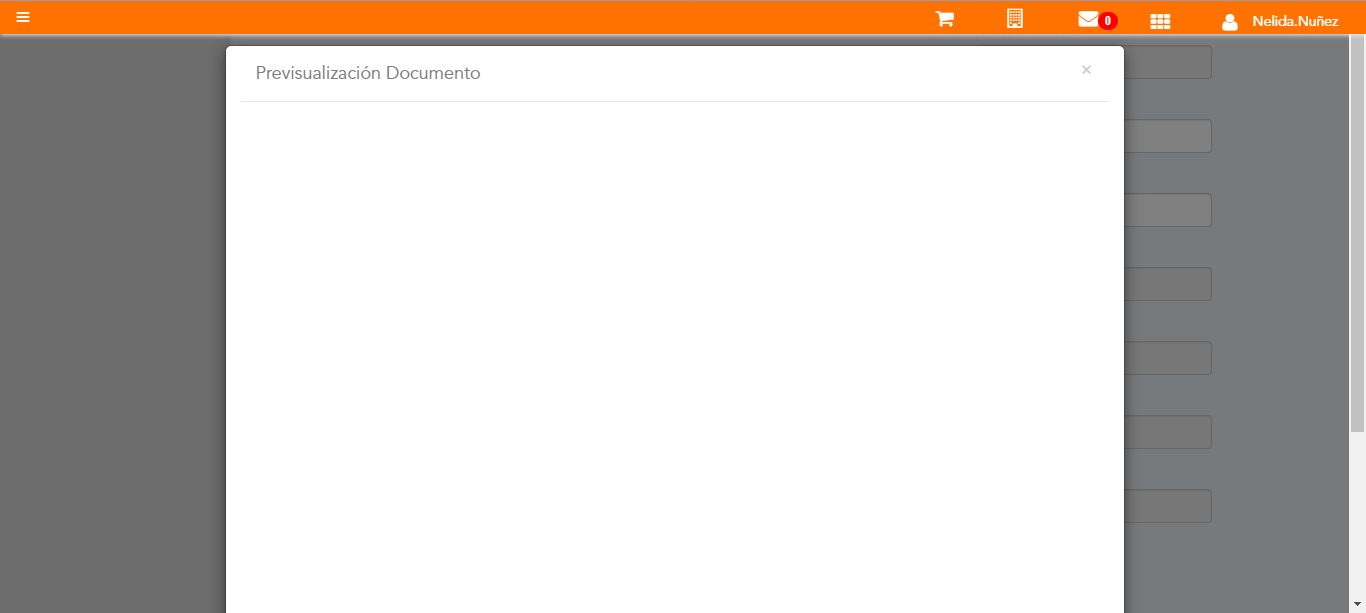 0
Nelida.Nuñez
Previsualización Documento
×